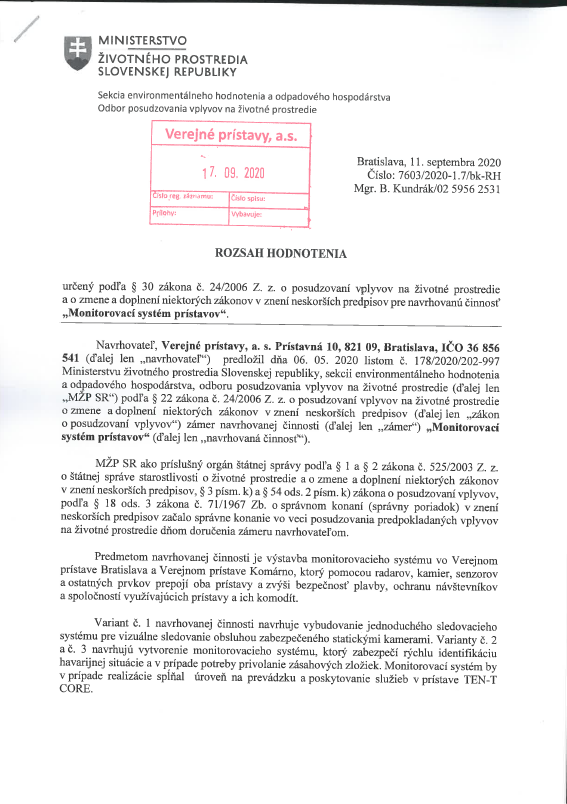 MINISTERSTVO
ŽIVOTNÉHO PROSTREDIA
SLOVENSKEJ REPUBLIKY
Sekcia environmentálneho hodnotenia a odpadového hospodárstva
Odbor posudzovania vplyvov na životné prostredie
Verejné prístavy, a.s.
17. 09. 2020
Číslo reg. záznamu:
Číslo spisu:
Prílohy:
Vybavuje:
Bratislava, 11. septembra 2020
Číslo: 7603/2020-1.7/bk-RH
Mgr. B. Kundrák/02 5956 2531
ROZSAH HODNOTENIA
určený podľa § 30 zákona č. 24/2006 Z. z. o posudzovaní vplyvov na životné prostredie
a o zmene a doplnení niektorých zákonov v znení neskorších predpisov pre navrhovanú činnosť
„Monitorovací systém prístavov“.
Navrhovateľ, Verejné prístavy, a. s. Prístavná 10, 821 09, Bratislava, IČO 36 856
541 (ďalej len „navrhovateľ“) predložil dňa 06. 05. 2020 listom č. 178/2020/202-997
Ministerstvu životného prostredia Slovenskej republiky, sekcii environmentálneho hodnotenia
a odpadového hospodárstva, odboru posudzovania vplyvov na životné prostredie (ďalej len
„MŽP SR“) podľa § 22 zákona č. 24/2006 Z. z. o posudzovaní vplyvov na životné prostredie
o zmene a doplnení niektorých zákonov v znení neskorších predpisov (ďalej len „zákon
o posudzovaní vplyvov“) zámer navrhovanej činnosti (ďalej len „zámer“) „Monitorovací
systém prístavov“ (ďalej len „navrhovaná činnosť“).
MŽP SR ako príslušný orgán štátnej správy podľa § 1 a § 2 zákona č. 525/2003 Z. z.
o štátnej správe starostlivosti o životné prostredie a o zmene a doplnení niektorých zákonov
v znení neskorších predpisov, § 3 písm. k) a § 54 ods. 2 písm. k) zákona o posudzovaní vplyvov,
podľa § 18 ods. 3 zákona č. 71/1967 Zb. o správnom konaní (správny poriadok) v znení
neskorších predpisov začalo správne konanie vo veci posudzovania predpokladaných vplyvov
na životné prostredie dňom doručenia zámeru navrhovateľom.
Predmetom navrhovanej činnosti je výstavba monitorovacieho systému vo Verejnom
prístave Bratislava a Verejnom prístave Komárno, ktorý pomocou radarov, kamier, senzorov
a ostatných prvkov prepojí oba prístavy a zvýši bezpečnosť plavby, ochranu návštevníkov
a spoločností využívajúcich prístavy a ich komodít.
Variant č. 1 navrhovanej činnosti navrhuje vybudovanie jednoduchého sledovacieho
systému pre vizuálne sledovanie obsluhou zabezpečeného statickými kamerami. Varianty č. 2
a č. 3 navrhujú vytvorenie monitorovacieho systému, ktorý zabezpečí rýchlu identifikáciu
havarijnej situácie a v prípade potreby privolanie zásahových zložiek. Monitorovací systém by
v prípade realizácie spĺňal úroveň na prevádzku a poskytovanie služieb v prístave TEN-T
CORE.